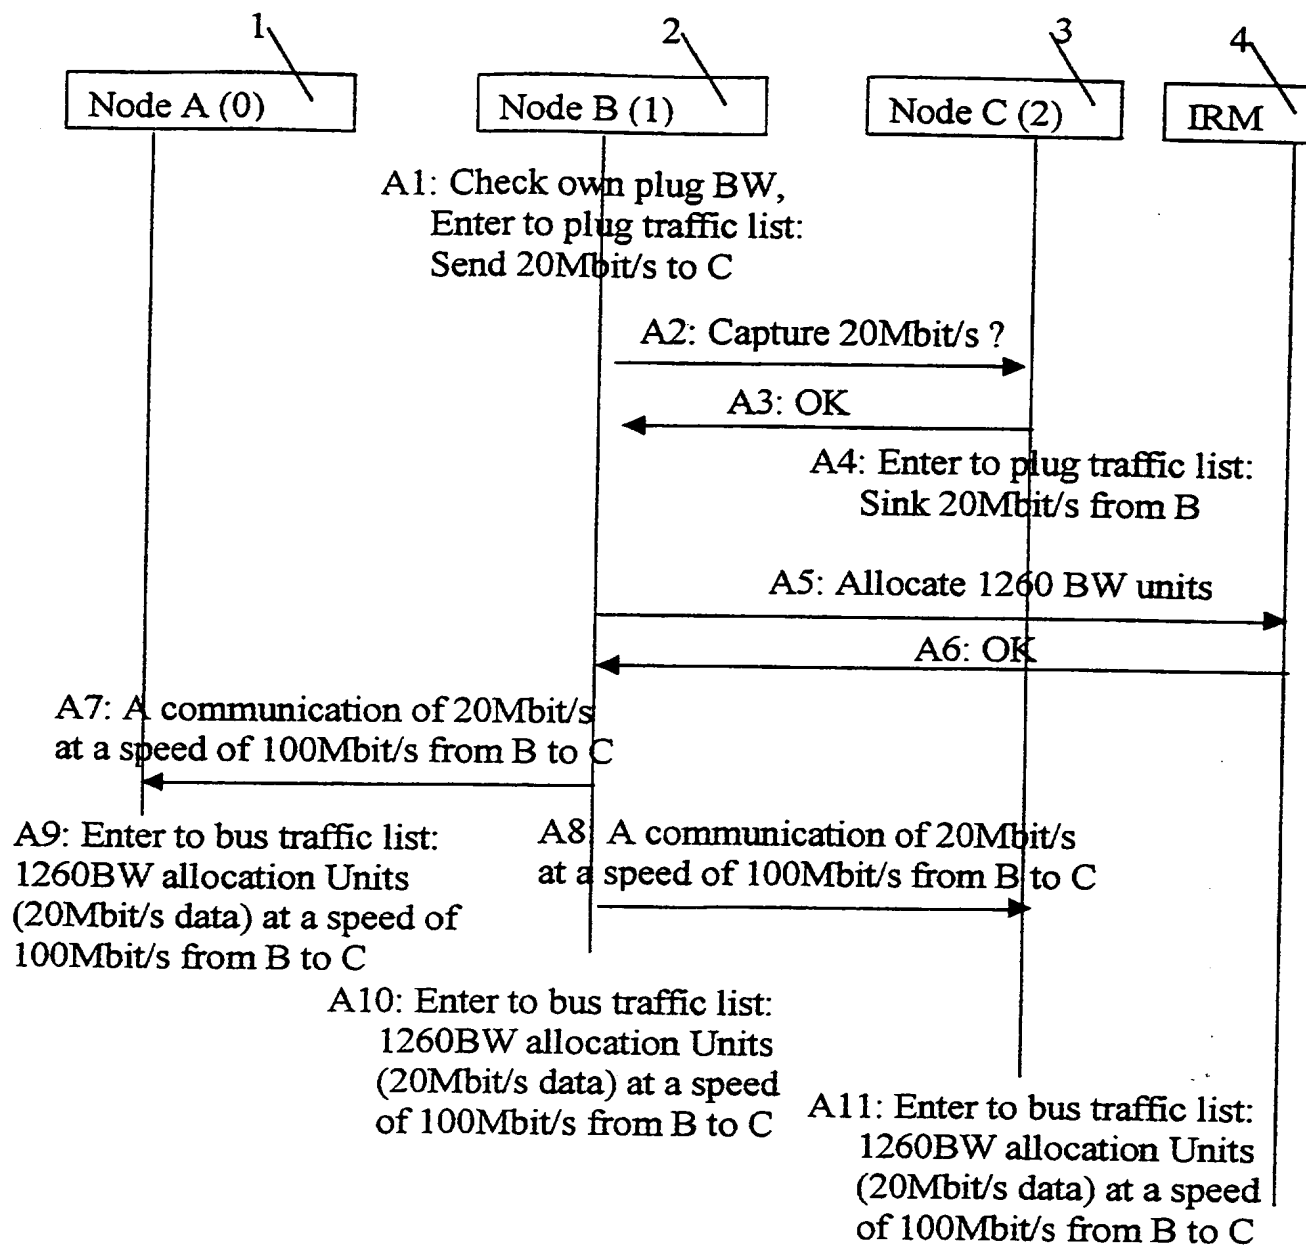 1
2
3
4
Node A (0)
Node B (1)
Node C (2)
IRM
A1: Check own plug BW,
Enter to plug traffic list:
Send 20Mbit/s to C
A2: Capture 20Mbit/s ?
A3: OK
A4: Enter to plug traffic list:
Sink 20Mbit/s from B
A5: Allocate 1260 BW units
A6: OK
A7: A communication of 20Mbit/s
at a speed of 100Mbit/s from B to C
A9: Enter to bus traffic list:
1260BW allocation Units
(20Mbit/s data) at a speed of
100Mbit/s from B to C
A8: A communication of 20Mbit/s
at a speed of 100Mbit/s from B to C
A10: Enter to bus traffic list:
1260BW allocation Units
(20Mbit/s data) at a speed
of 100Mbit/s from B to C
A11: Enter to bus traffic list:
1260BW allocation Units
(20Mbit/s data) at a speed
of 100Mbit/s from B to C